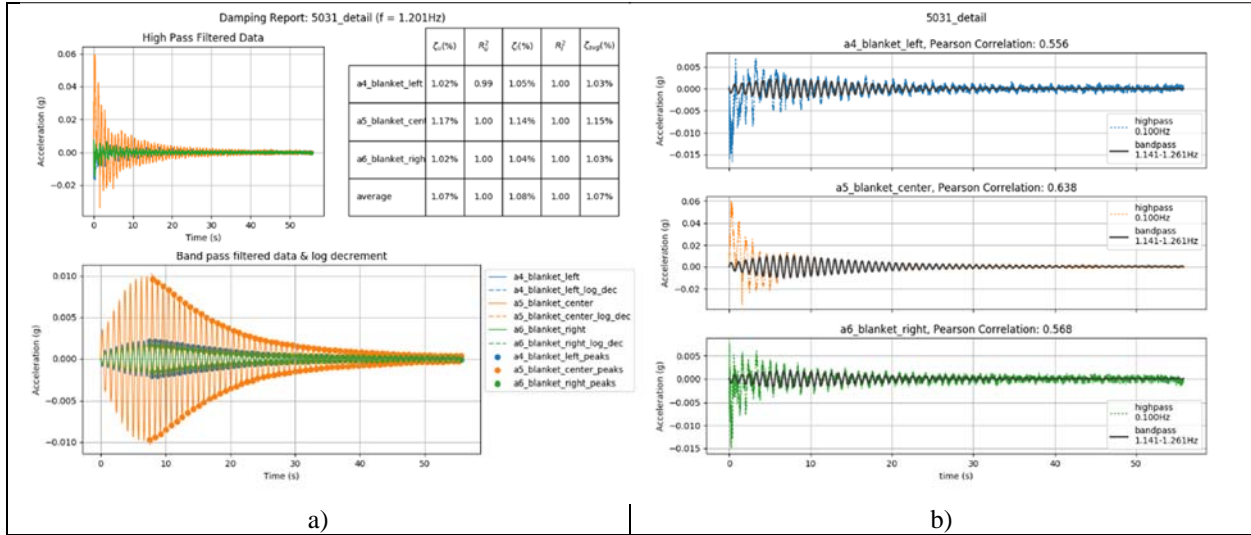 Damping Report: 5031_detail (f = 1.201Hz)
High Pass Filtered Data
Acceleration (g)
0.06
0.04
0.02
0.00
−0.02
0 10 20 30 40 50
Time (s)
ζᵤ(%) R²ᵤ ζₗ(%) R²ₗ ζavg(%)
a4_blanket_left 1.02% 0.99 1.05% 1.00 1.03%
a5_blanket_cent 1.17% 1.00 1.14% 1.00 1.15%
a6_blanket_righ 1.02% 1.00 1.04% 1.00 1.03%
average 1.07% 1.00 1.08% 1.00 1.07%
Band pass filtered data & log decrement
Acceleration (g)
0.010
0.005
0.000
−0.005
−0.010
0 10 20 30 40 50
Time (s)
a4_blanket_left
a4_blanket_left_log_dec
a5_blanket_center
a5_blanket_center_log_dec
a6_blanket_right
a6_blanket_right_log_dec
a4_blanket_left_peaks
a5_blanket_center_peaks
a6_blanket_right_peaks
a)
5031_detail
a4_blanket_left, Pearson Correlation: 0.556
Acceleration (g)
0.005
0.000
−0.005
−0.010
−0.015
highpass
0.100Hz
bandpass
1.141-1.261Hz
a5_blanket_center, Pearson Correlation: 0.638
Acceleration (g)
0.06
0.04
0.02
0.00
−0.02
highpass
0.100Hz
bandpass
1.141-1.261Hz
a6_blanket_right, Pearson Correlation: 0.568
Acceleration (g)
0.005
0.000
−0.005
−0.010
−0.015
highpass
0.100Hz
bandpass
1.141-1.261Hz
0 10 20 30 40 50
time (s)
b)